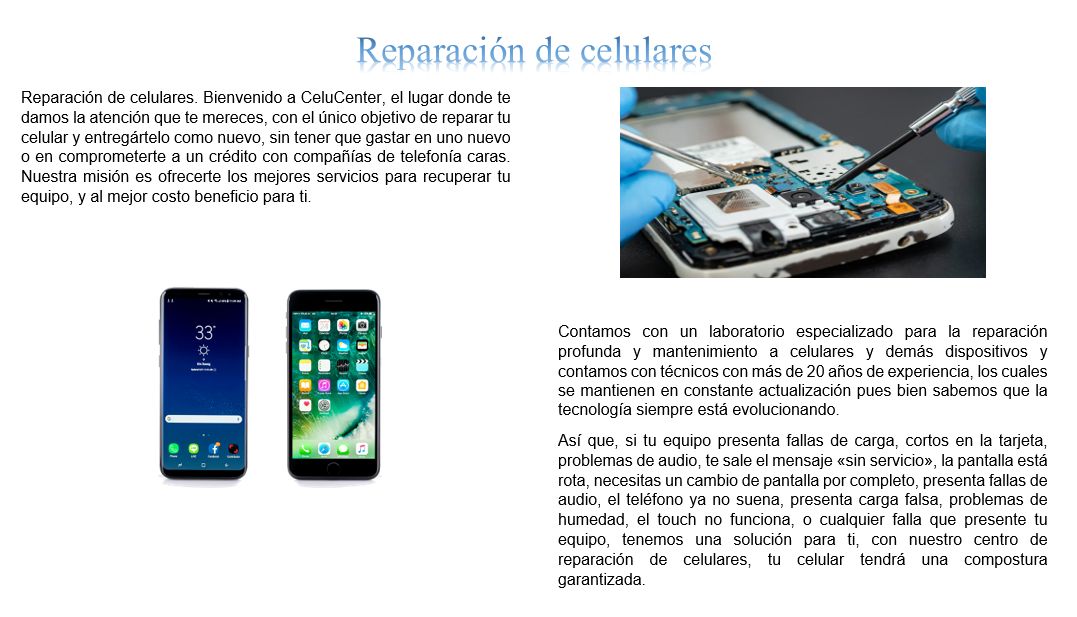 Reparación de celulares
Reparación de celulares. Bienvenido a CeluCenter, el lugar donde te
damos la atención que te mereces, con el único objetivo de reparar tu
celular y entregártelo como nuevo, sin tener que gastar en uno nuevo
o en comprometerte a un crédito con compañías de telefonía caras.
Nuestra misión es ofrecerte los mejores servicios para recuperar tu
equipo, y al mejor costo beneficio para ti.
33°
Contamos con un laboratorio especializado para la reparación
profunda y mantenimiento a celulares y demás dispositivos y
contamos con técnicos con más de 20 años de experiencia, los cuales
se mantienen en constante actualización pues bien sabemos que la
tecnología siempre está evolucionando.
Así que, si tu equipo presenta fallas de carga, cortos en la tarjeta,
problemas de audio, te sale el mensaje «sin servicio», la pantalla está
rota, necesitas un cambio de pantalla por completo, presenta fallas de
audio, el teléfono ya no suena, presenta carga falsa, problemas de
humedad, el touch no funciona, o cualquier falla que presente tu
equipo, tenemos una solución para ti, con nuestro centro de
reparación de celulares, tu celular tendrá una compostura
garantizada.